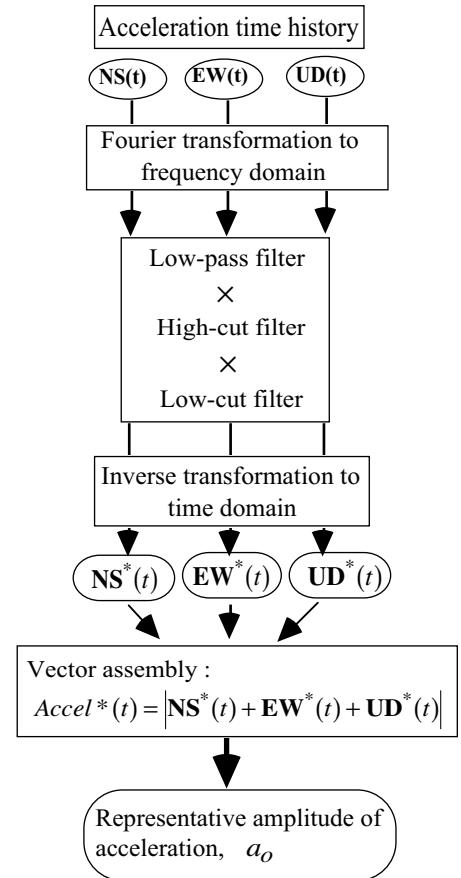 Acceleration time history
NS(t) EW(t) UD(t)
Fourier transformation to
frequency domain
Low-pass filter
×
High-cut filter
×
Low-cut filter
Inverse transformation to
time domain
NS*(t) EW*(t) UD*(t)
Vector assembly :
Accel*(t) = |NS*(t) + EW*(t) + UD*(t)|
Representative amplitude of
acceleration, a_o